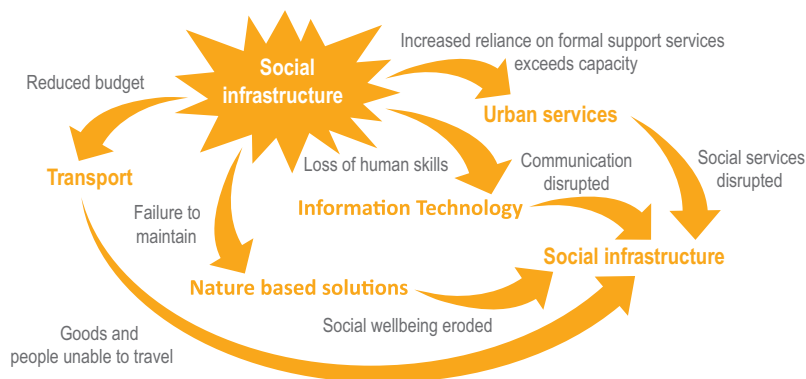 Increased reliance on formal support services
exceeds capacity
Social
infrastructure
Reduced budget
Urban services
Loss of human skills
Communication
disrupted
Social services
disrupted
Transport
Information Technology
Failure to
maintain
Social infrastructure
Nature based solutions
Social wellbeing eroded
Goods and
people unable to travel